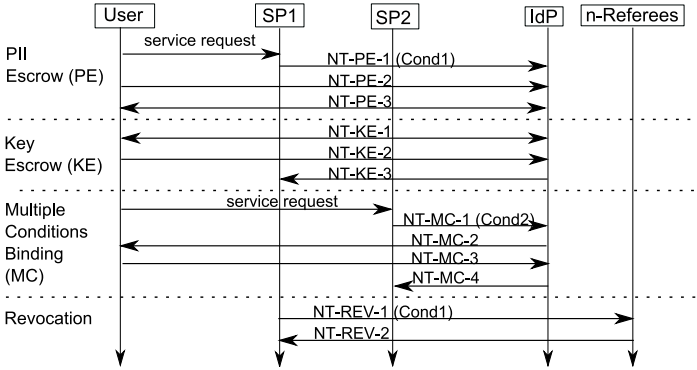 User SP1 SP2 IdP n-Referees
PII
Escrow (PE)
service request
NT-PE-1 (Cond1)
NT-PE-2
NT-PE-3
Key
Escrow (KE)
NT-KE-1
NT-KE-2
NT-KE-3
Multiple
Conditions
Binding
(MC)
service request
NT-MC-1 (Cond2)
NT-MC-2
NT-MC-3
NT-MC-4
Revocation
NT-REV-1 (Cond1)
NT-REV-2